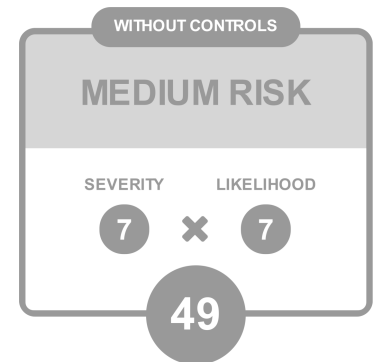 WITHOUT CONTROLS
MEDIUM RISK
SEVERITY LIKELIHOOD
7 × 7
49